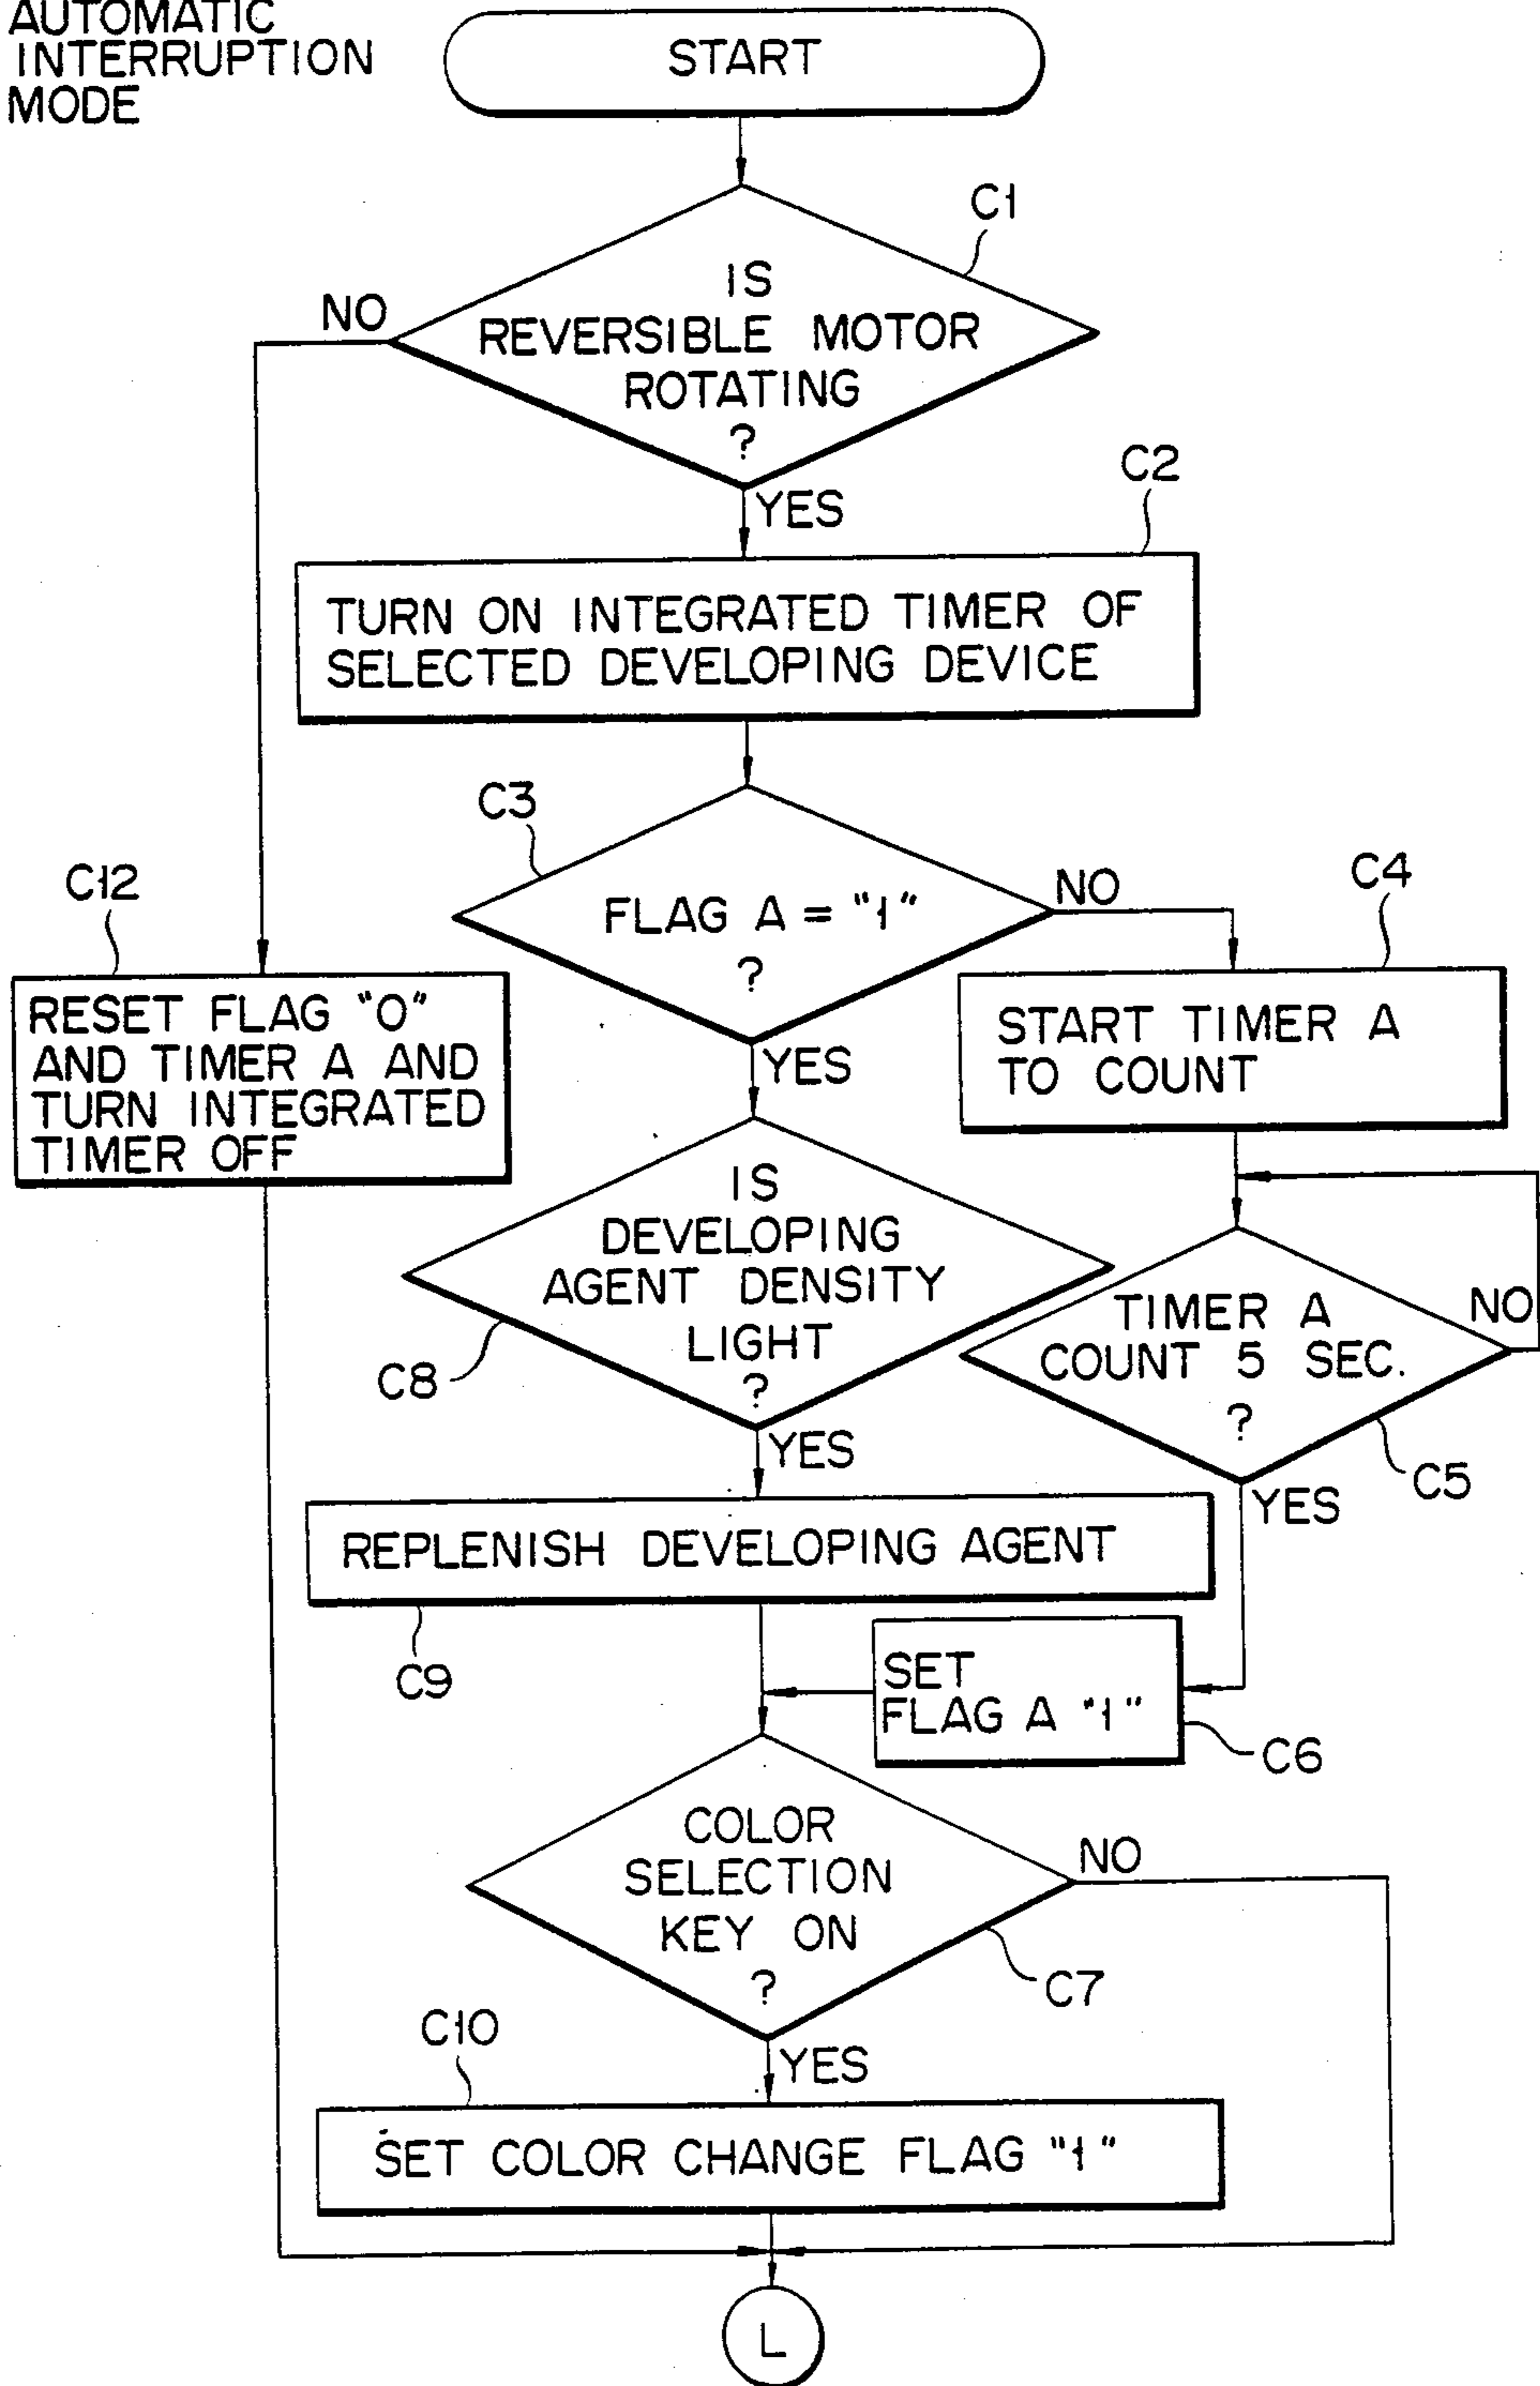 AUTOMATIC
INTERRUPTION
MODE
START
C1
IS
REVERSIBLE MOTOR
ROTATING
?
NO
YES
C2
TURN ON INTEGRATED TIMER OF
SELECTED DEVELOPING DEVICE
C3
FLAG A = "1"
?
NO
YES
C4
START TIMER A
TO COUNT
C12
RESET FLAG "0"
AND TIMER A AND
TURN INTEGRATED
TIMER OFF
IS
DEVELOPING
AGENT DENSITY
LIGHT
?
C8
YES
TIMER A
COUNT 5 SEC.
?
NO
C5
YES
REPLENISH DEVELOPING AGENT
C9
SET
FLAG A "1"
C6
COLOR
SELECTION
KEY ON
?
NO
C7
YES
C10
SET COLOR CHANGE FLAG "1"
L